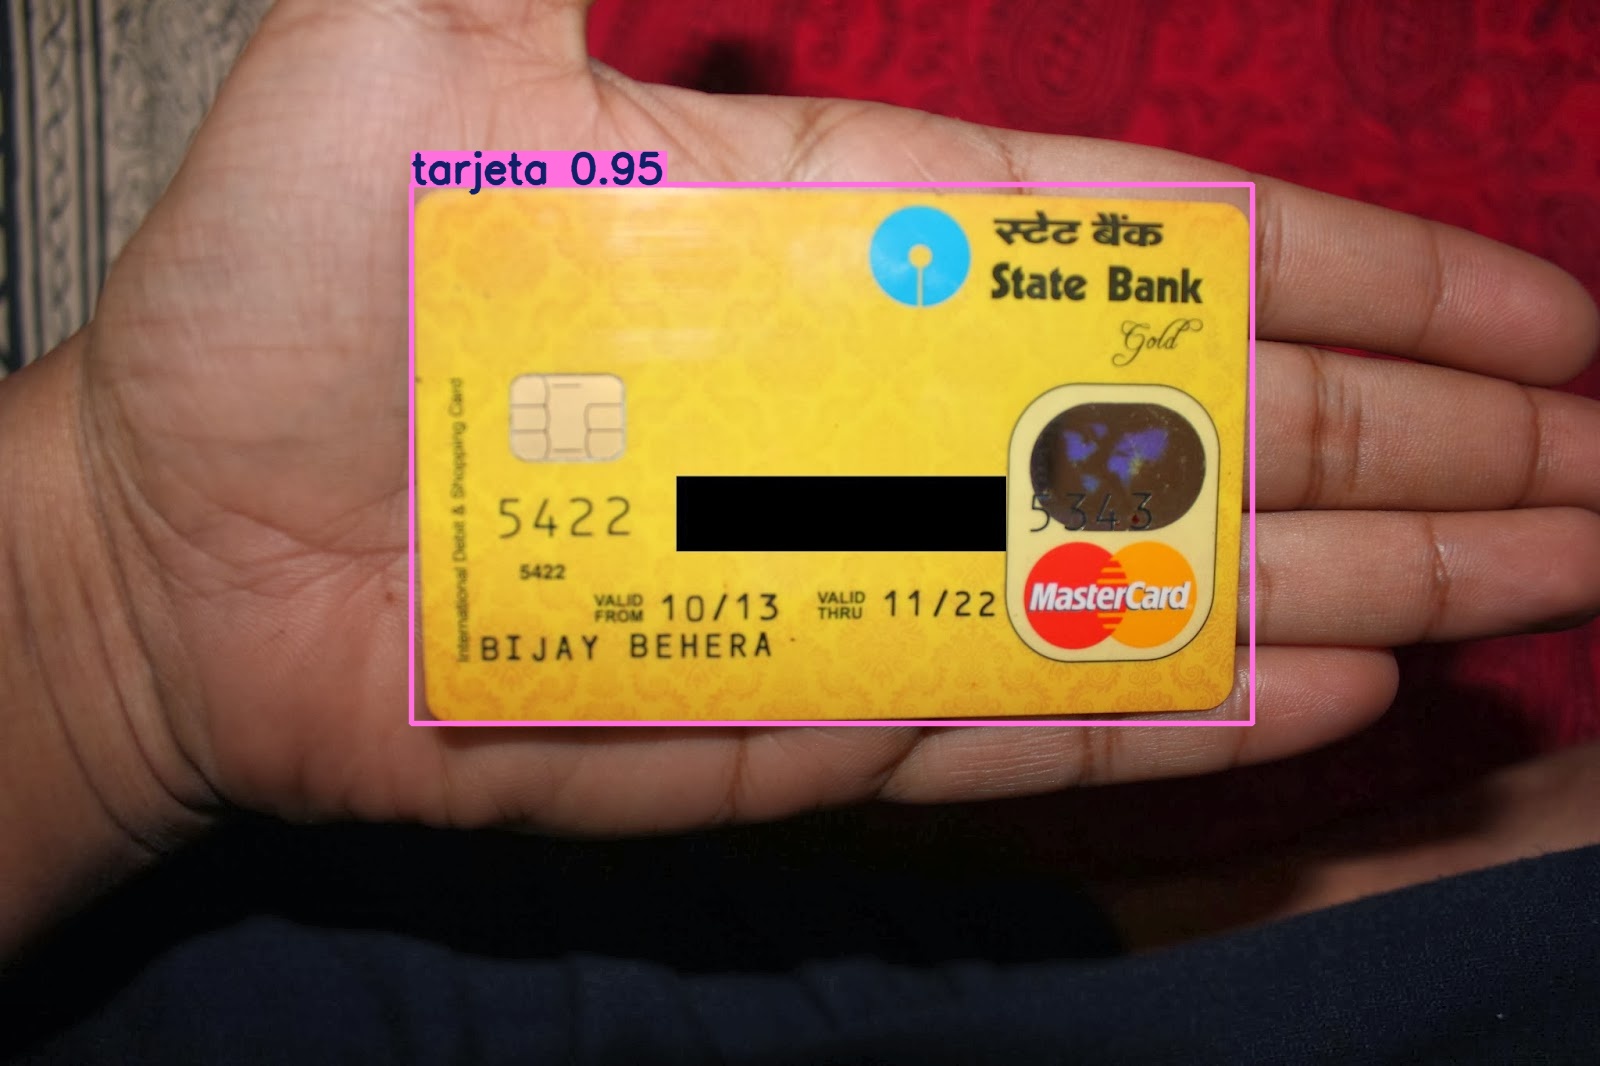 tarjeta 0.95
स्टेट बैंक
State Bank
Gold
International Debit & Shopping Card
5422 5343
5422
VALID FROM 10/13 VALID THRU 11/22
BIJAY BEHERA
MasterCard